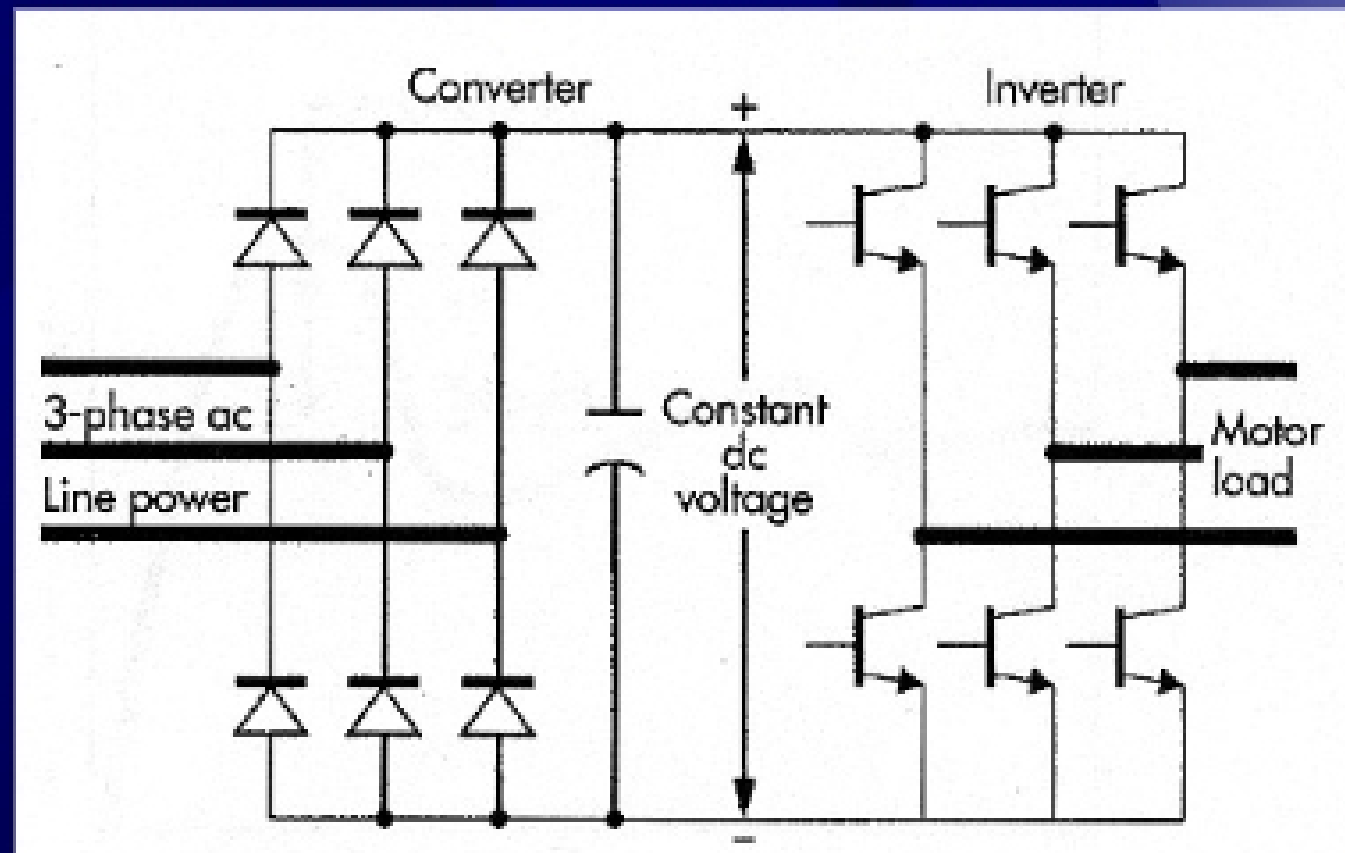 Converter
+
Inverter
3-phase ac
Line power
Constant
dc
voltage
Motor
load
−